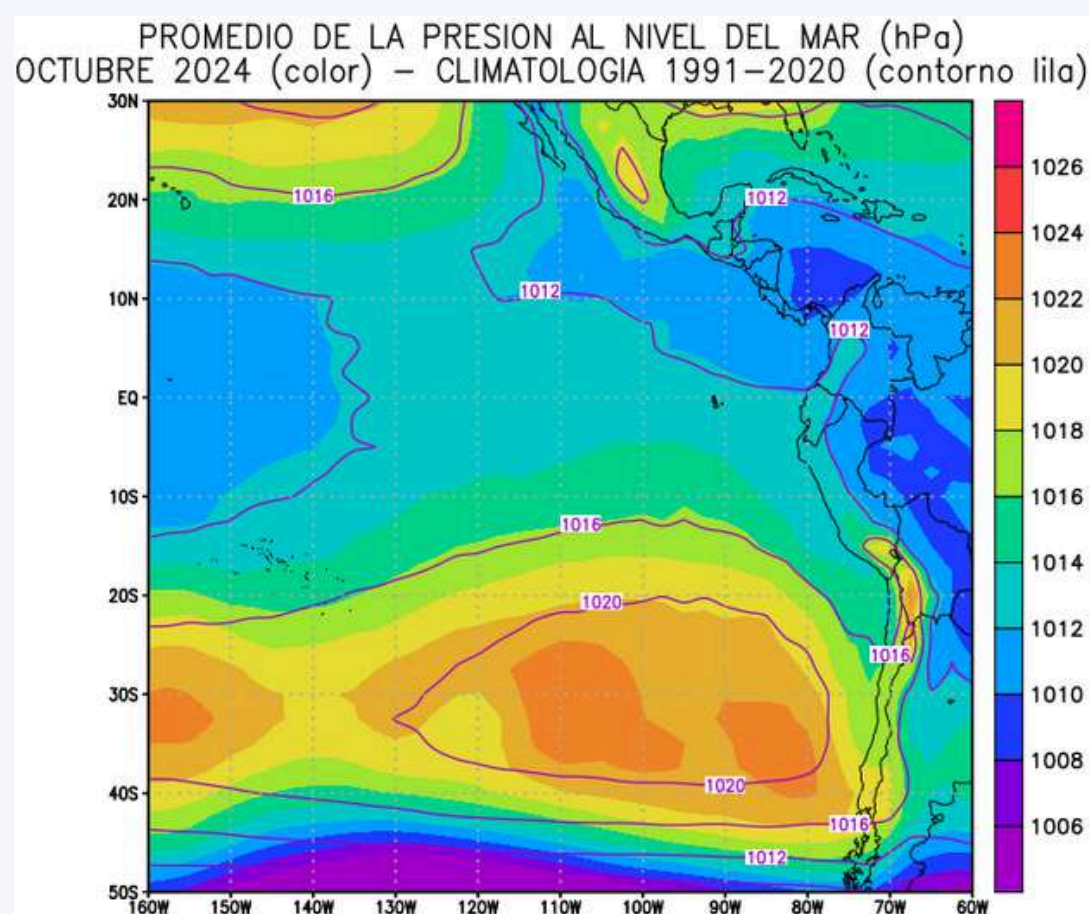 PROMEDIO DE LA PRESION AL NIVEL DEL MAR (hPa)
OCTUBRE 2024 (color) – CLIMATOLOGIA 1991–2020 (contorno lila)
30N
20N
10N
EQ
10S
20S
30S
40S
50S
160W 150W 140W 130W 120W 110W 100W 90W 80W 70W 60W
1016
1012
1012
1012
1016
1020
1016
1020
1016
1012
1026
1024
1022
1020
1018
1016
1014
1012
1010
1008
1006